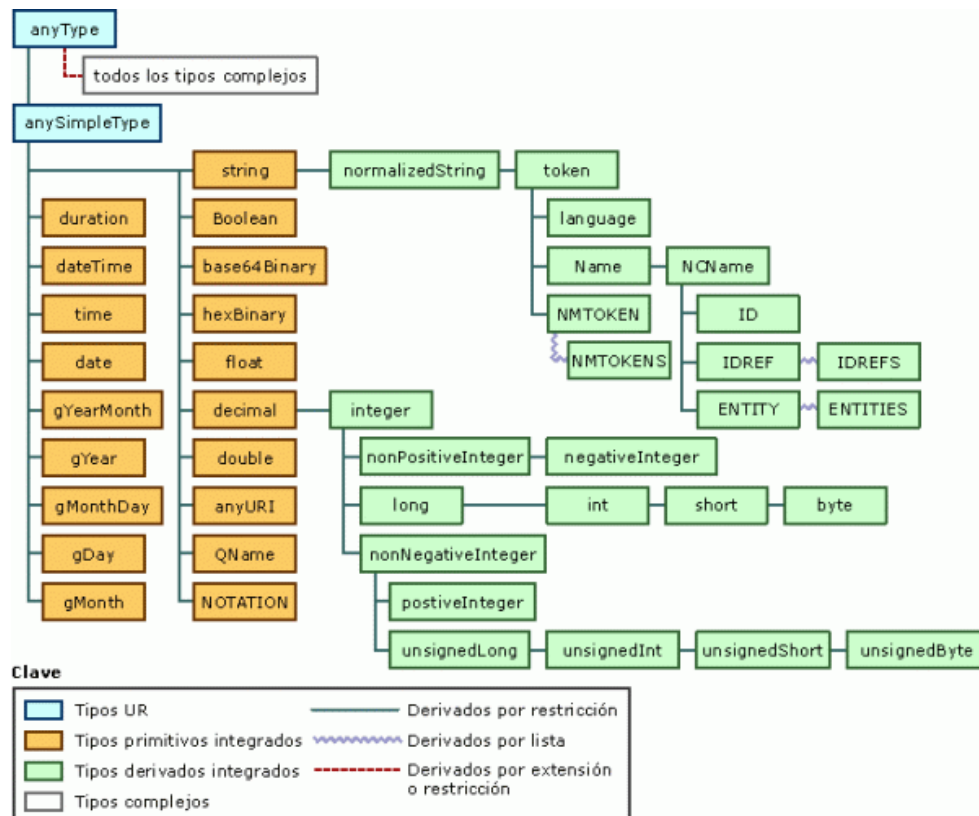 anyType
todos los tipos complejos
anySimpleType
string normalizedString token
duration Boolean language
dateTime base64Binary Name NCName
time hexBinary NMTOKEN ID
date float NMTOKENS IDREF IDREFS
gYearMonth decimal integer ENTITY ENTITIES
gYear double nonPositiveInteger negativeInteger
gMonthDay anyURI long int short byte
gDay QName nonNegativeInteger
gMonth NOTATION postiveInteger
unsignedLong unsignedInt unsignedShort unsignedByte
Clave
Tipos UR Derivados por restricción
Tipos primitivos integrados Derivados por lista
Tipos derivados integrados Derivados por extensión
o restricción
Tipos complejos